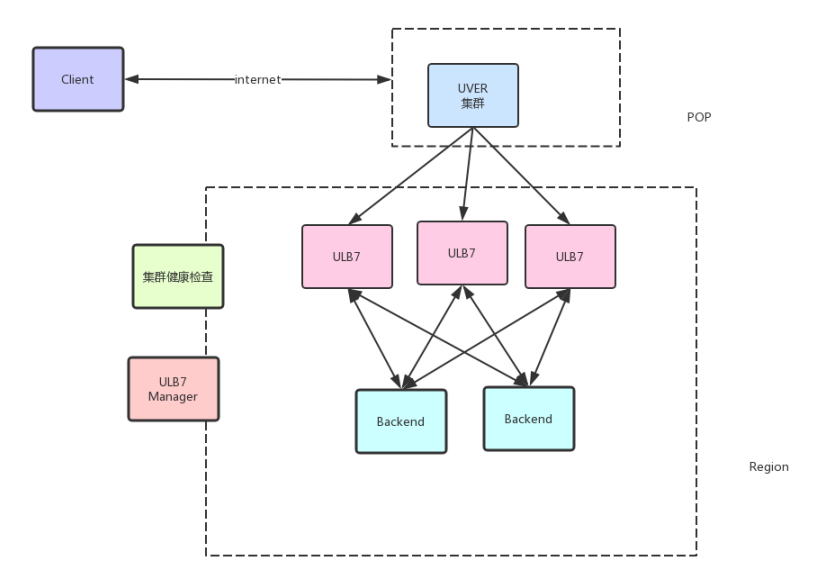 Client
internet
UVER
集群
POP
ULB7
ULB7
ULB7
集群健康检查
ULB7
Manager
Backend
Backend
Region